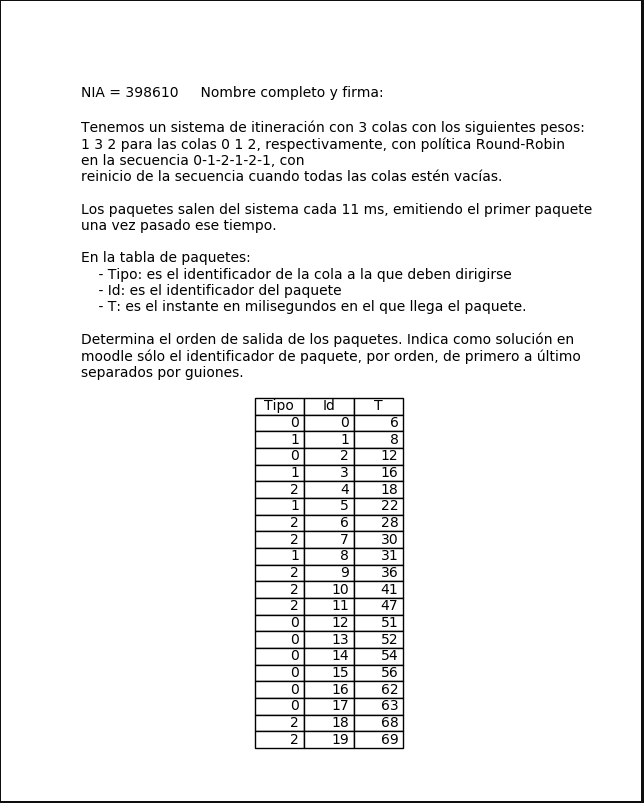 NIA = 398610 Nombre completo y firma:
Tenemos un sistema de itineración con 3 colas con los siguientes pesos:
1 3 2 para las colas 0 1 2, respectivamente, con política Round-Robin
en la secuencia 0-1-2-1-2-1, con
reinicio de la secuencia cuando todas las colas estén vacías.
Los paquetes salen del sistema cada 11 ms, emitiendo el primer paquete
una vez pasado ese tiempo.
En la tabla de paquetes:
- Tipo: es el identificador de la cola a la que deben dirigirse
- Id: es el identificador del paquete
- T: es el instante en milisegundos en el que llega el paquete.
Determina el orden de salida de los paquetes. Indica como solución en
moodle sólo el identificador de paquete, por orden, de primero a último
separados por guiones.
Tipo Id T
0 0 6
1 1 8
0 2 12
1 3 16
2 4 18
1 5 22
2 6 28
2 7 30
1 8 31
2 9 36
2 10 41
2 11 47
0 12 51
0 13 52
0 14 54
0 15 56
0 16 62
0 17 63
2 18 68
2 19 69